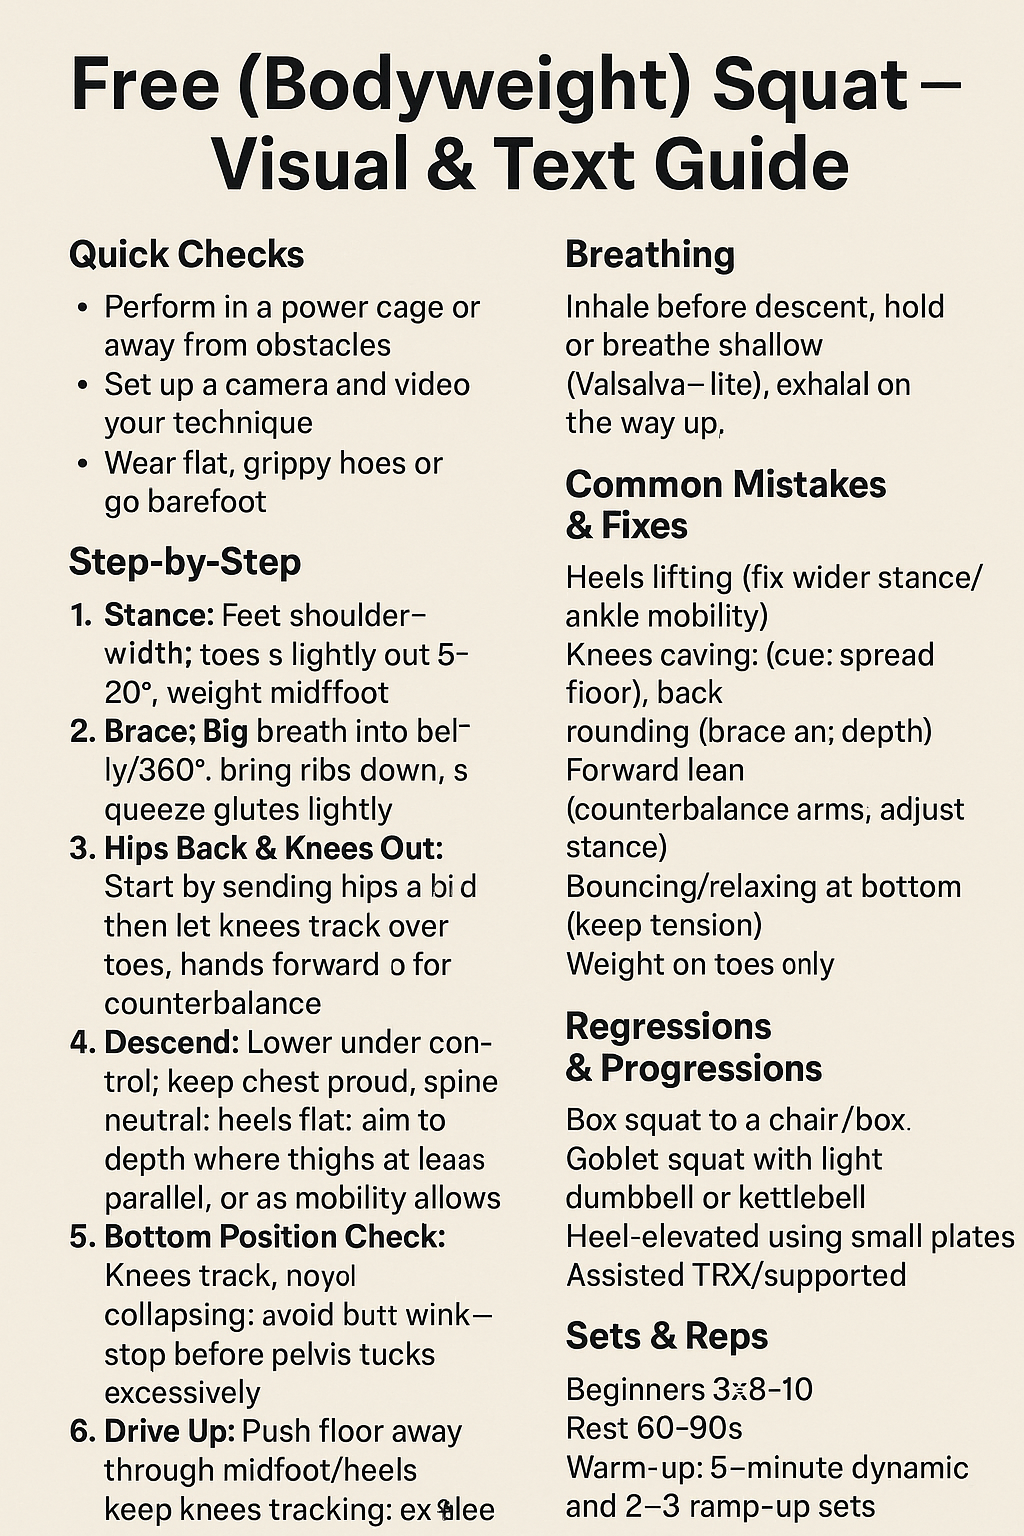 Free (Bodyweight) Squat –
Visual & Text Guide
Quick Checks
• Perform in a power cage or
away from obstacles
• Set up a camera and video
your technique
• Wear flat, grippy hoes or
go barefoot
Step-by-Step
1. Stance: Feet shoulder–
width; toes s lightly out 5–
20°, weight midffoot
2. Brace; Big breath into bel–
ly/360°. bring ribs down, s
queeze glutes lightly
3. Hips Back & Knees Out:
Start by sending hips a bi d
then let knees track over
toes, hands forward o for
counterbalance
4. Descend: Lower under con-
trol; keep chest proud, spine
neutral: heels flat: aim to
depth where thighs at leaas
parallel, or as mobility allows
5. Bottom Position Check:
Knees track, noyol
collapsing: avoid butt wink–
stop before pelvis tucks
excessively
6. Drive Up: Push floor away
through midfoot/heels
keep knees tracking: ex
Breathing
Inhale before descent, hold
or breathe shallow
(Valsalva–lite), exhalal on
the way up,
Common Mistakes
& Fixes
Heels lifting (fix wider stance/
ankle mobility)
Knees caving: (cue: spread
fioor), back
rounding (brace an; depth)
Forward lean
(counterbalance arms, adjust
stance)
Bouncing/relaxing at bottom
(keep tension)
Weight on toes only
Regressions
& Progressions
Box squat to a chair/box.
Goblet squat with light
dumbbell or kettlebell
Heel-elevated using small plates
Assisted TRX/supported
Sets & Reps
Beginners 3x8–10
Rest 60–90s
Warm-up: 5–minute dynamic
and 2–3 ramp-up sets